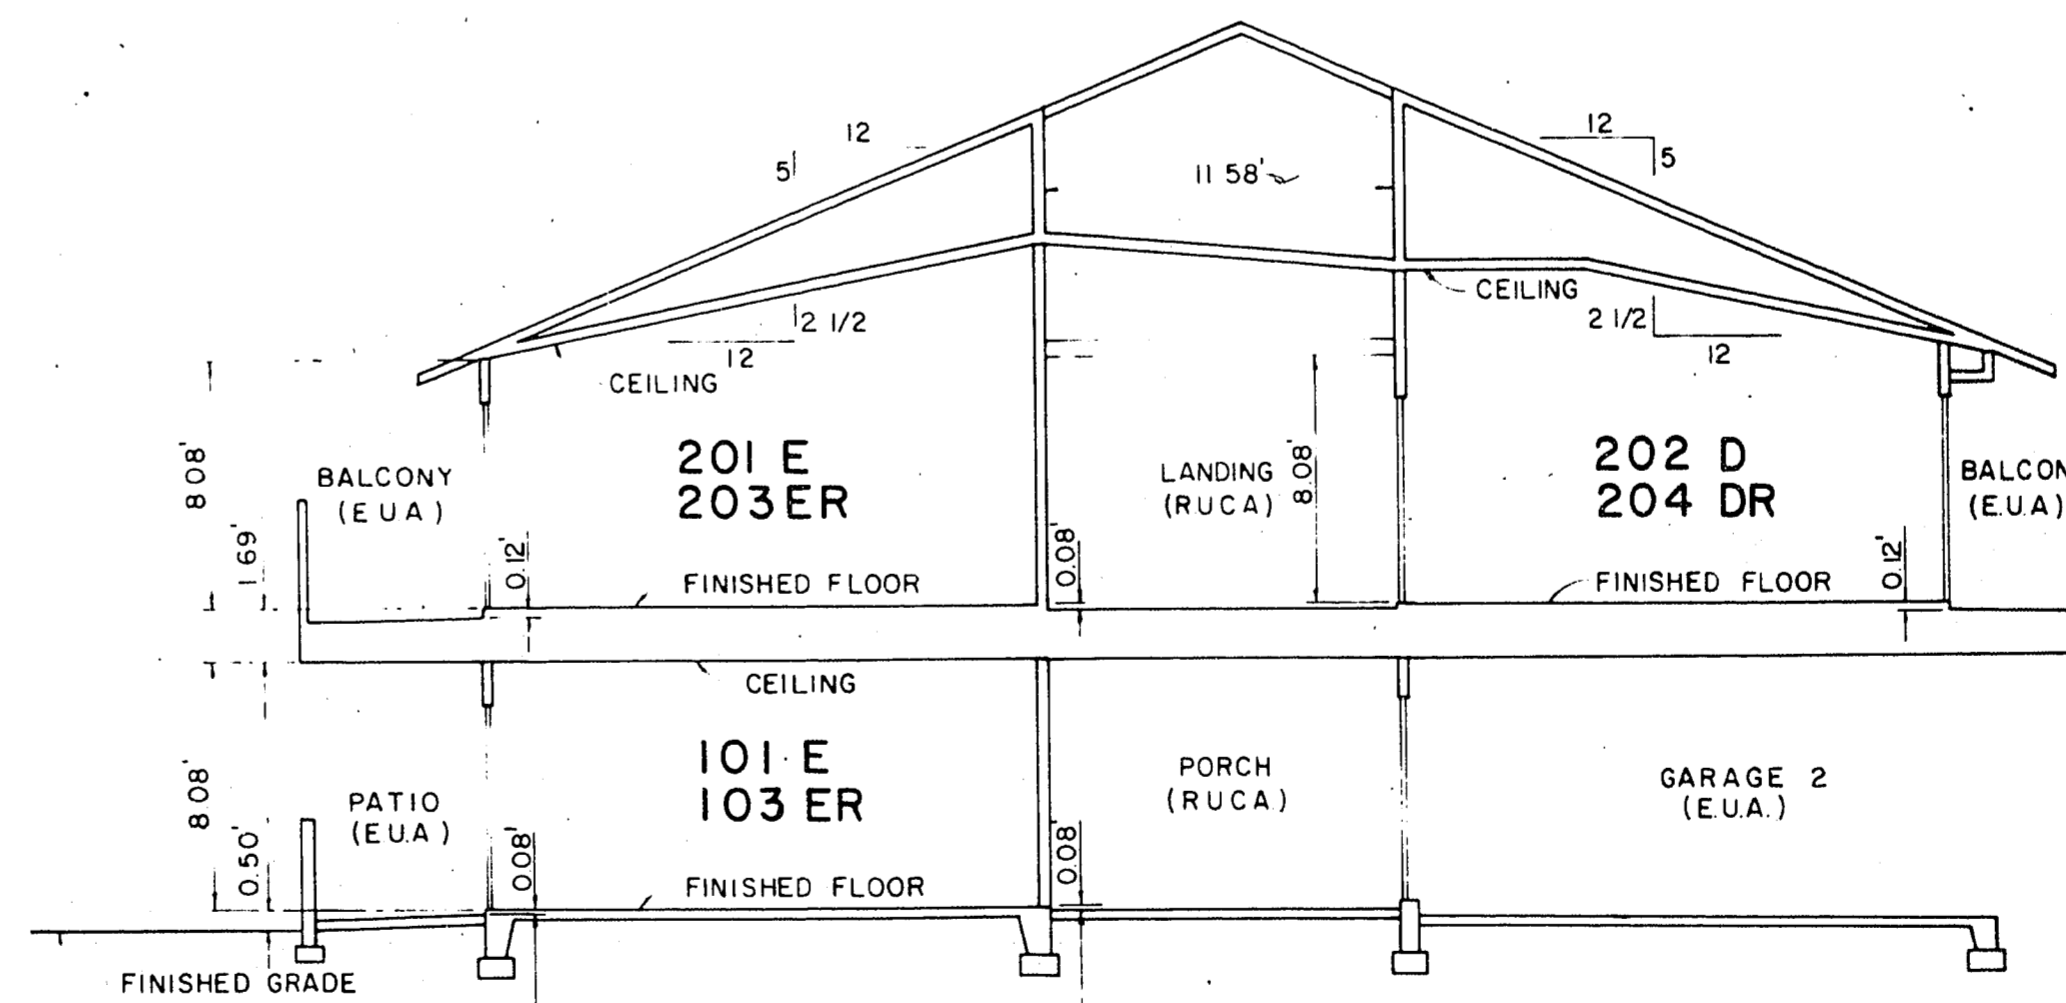 12
5
12
5
11 58'
CEILING
2 1/2
12
2 1/2
12
CEILING
8 08'
BALCONY
(E U A)
201 E
203 ER
LANDING
(RUCA)
8.08'
202 D
204 DR
BALCON
(E.U.A)
1 69'
0.12'
FINISHED FLOOR
0.08'
FINISHED FLOOR
0.12'
CEILING
101 E
103 ER
PORCH
(RUCA)
GARAGE 2
(E.U.A.)
8.08'
PATIO
(E.U.A)
0.50'
0.08'
FINISHED FLOOR
0.08
FINISHED GRADE